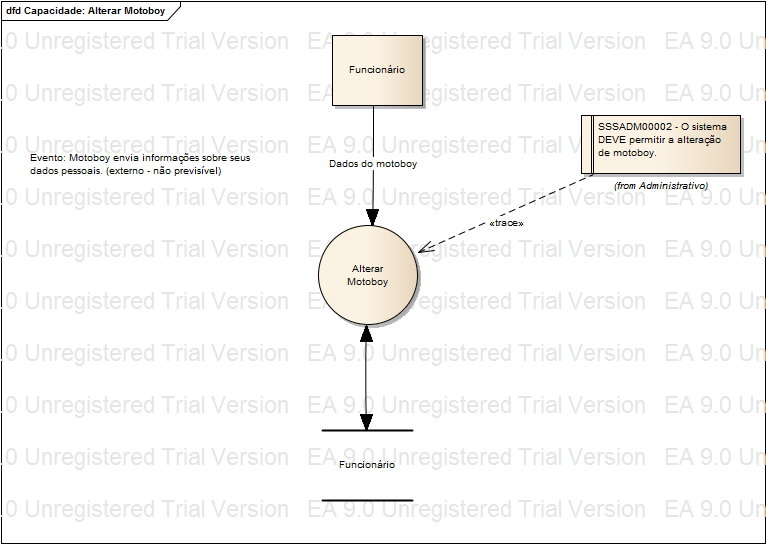 dfd Capacidade: Alterar Motoboy
.0 Unregistered Trial Version EA 9.0 Unregistered Trial Version EA 9.0 Un
Funcionário
.0 Unregistered Trial Version EA 9.0 Unregistered Trial Version EA 9.0 Un
SSSADM00002 - O sistema
DEVE permitir a alteração
de motoboy.
(from Administrativo)
.0 Unregistered Trial Version EA 9.0 Unregistered Trial Version EA 9.0 Un
Evento: Motoboy envia informações sobre seus
dados pessoais. (externo - não previsível)
Dados do motoboy
.0 Unregistered Trial Version EA 9.0 Unregistered Trial Version EA 9.0 Un
«trace»
.0 Unregistered Trial Version EA 9.0 Unregistered Trial Version EA 9.0 Un
Alterar
Motoboy
.0 Unregistered Trial Version EA 9.0 Unregistered Trial Version EA 9.0 Un
.0 Unregistered Trial Version EA 9.0 Unregistered Trial Version EA 9.0 Un
.0 Unregistered Trial Version EA 9.0 Unregistered Trial Version EA 9.0 Un
Funcionário
.0 Unregistered Trial Version EA 9.0 Unregistered Trial Version EA 9.0 Un
.0 Unregistered Trial Version EA 9.0 Unregistered Trial Version EA 9.0 Un